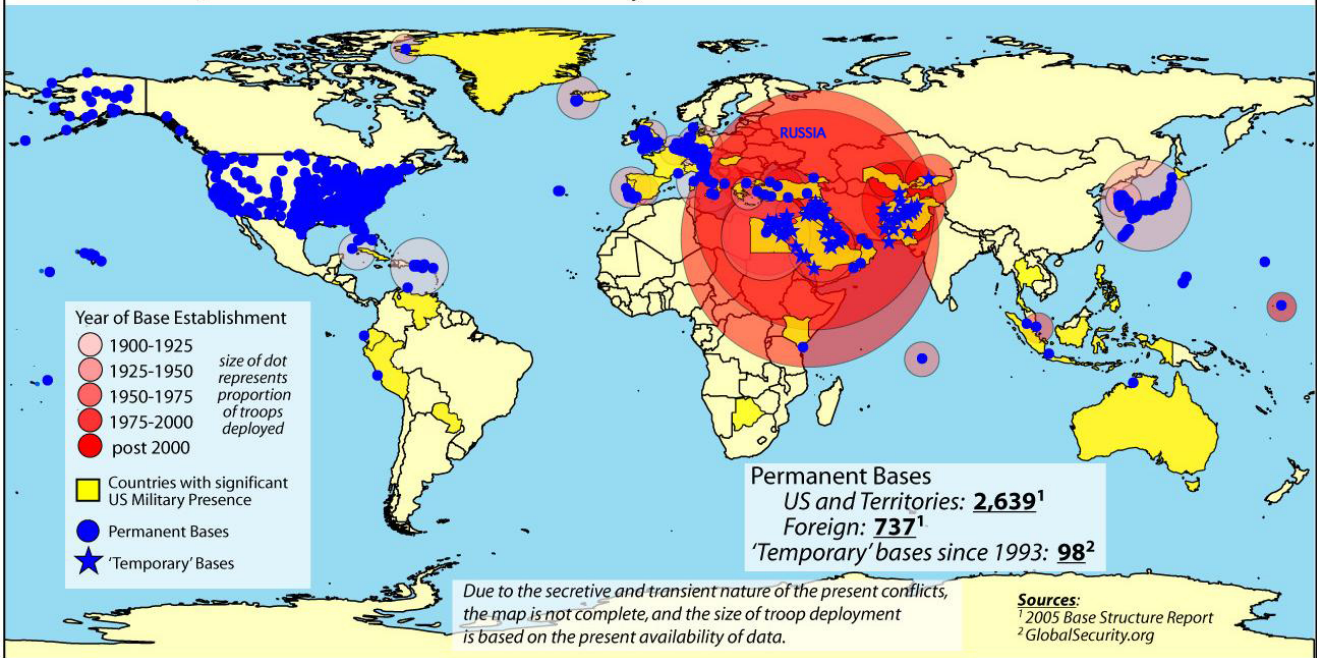 RUSSIA
Year of Base Establishment
1900-1925
1925-1950
1950-1975
1975-2000
post 2000
size of dot
represents
proportion
of troops
deployed
Countries with significant
US Military Presence
Permanent Bases
'Temporary' Bases
Permanent Bases
US and Territories: 2,639¹
Foreign: 737¹
'Temporary' bases since 1993: 98²
Due to the secretive and transient nature of the present conflicts,
the map is not complete, and the size of troop deployment
is based on the present availability of data.
Sources:
¹ 2005 Base Structure Report
² GlobalSecurity.org